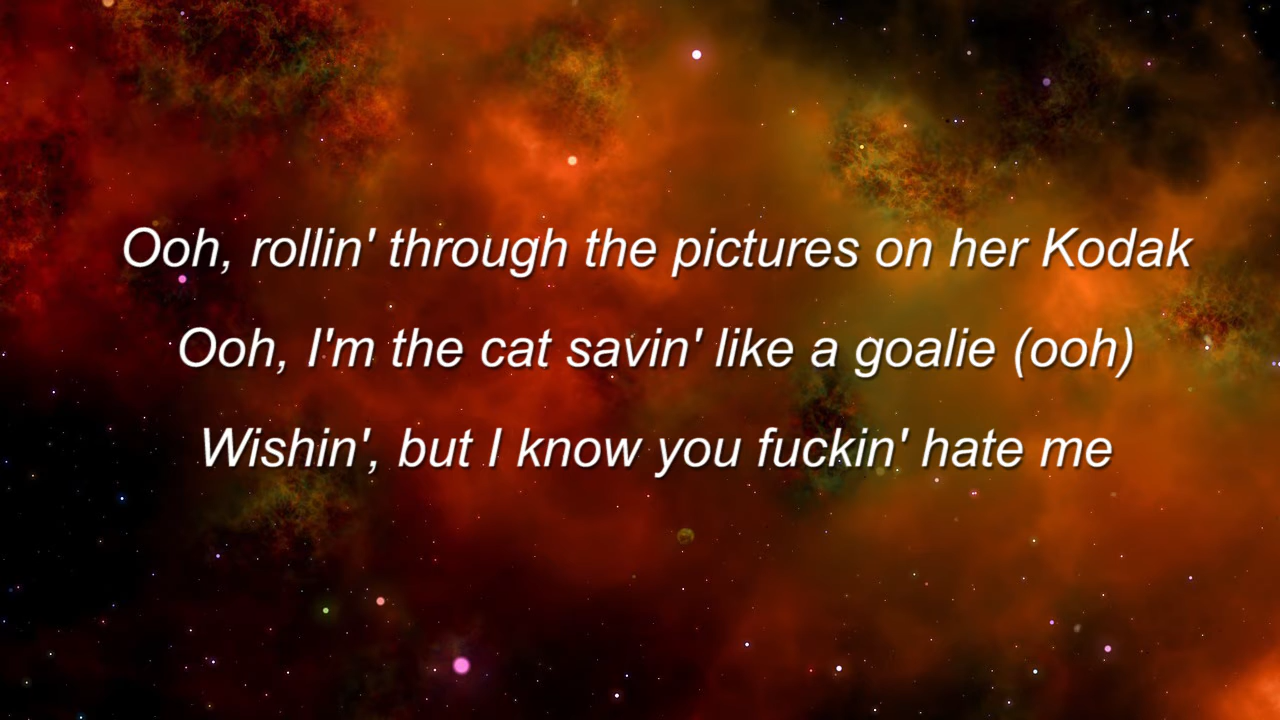 Ooh, rollin' through the pictures on her Kodak
Ooh, I'm the cat savin' like a goalie (ooh)
Wishin', but I know you fuckin' hate me